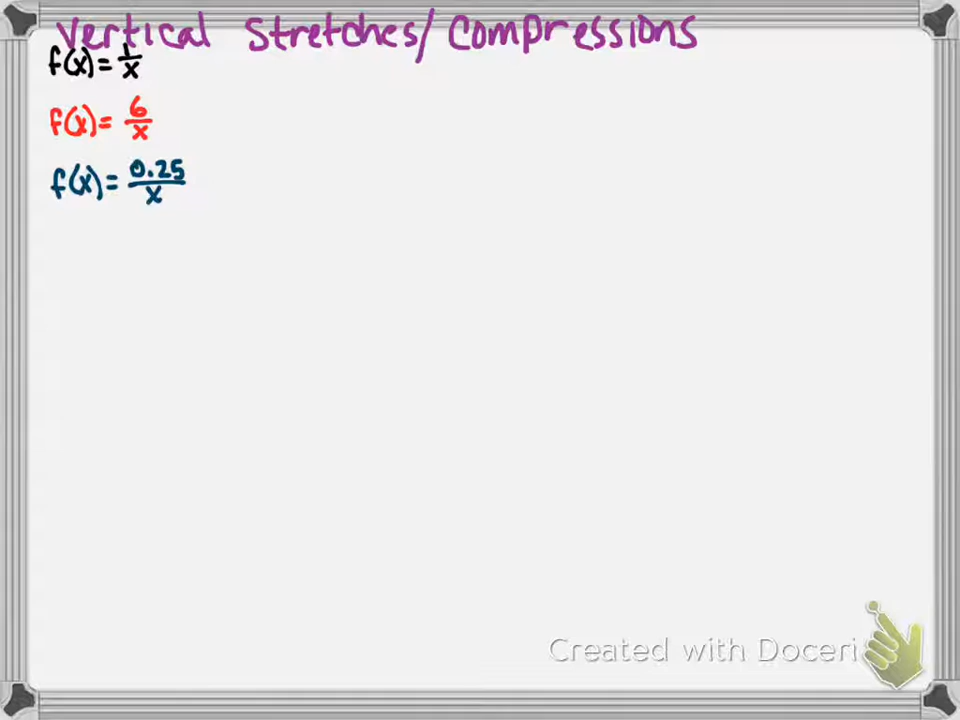 Vertical Stretches/Compressions
f(x)=1/x
f(x)=6/x
f(x)=0.25/x
Created with Doceri